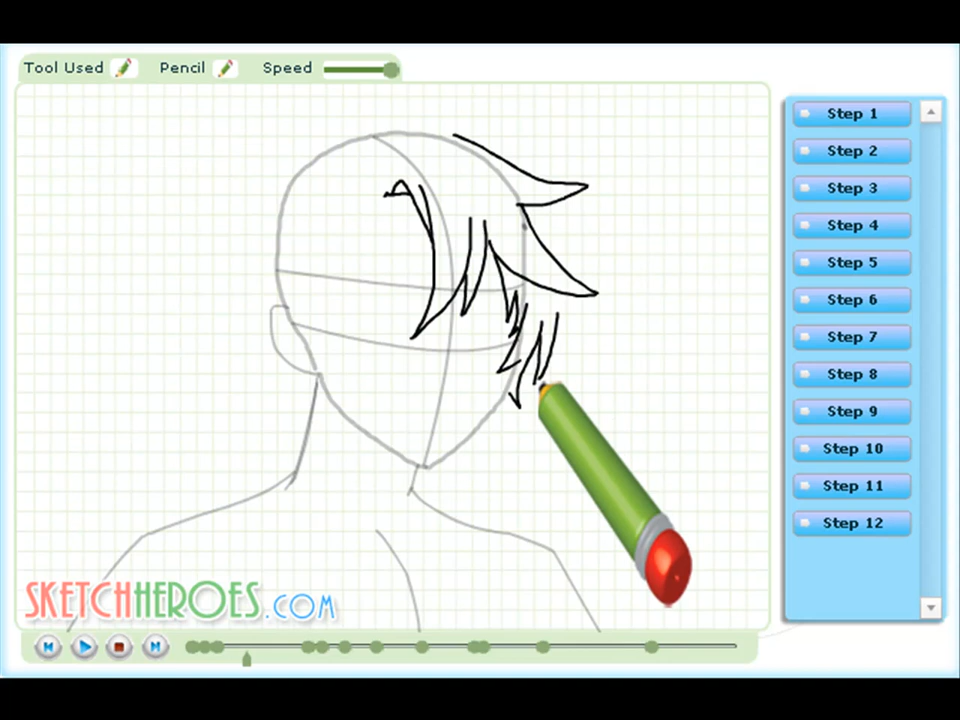 Tool Used Pencil Speed
Step 1
Step 2
Step 3
Step 4
Step 5
Step 6
Step 7
Step 8
Step 9
Step 10
Step 11
Step 12
SKETCHHEROES.COM